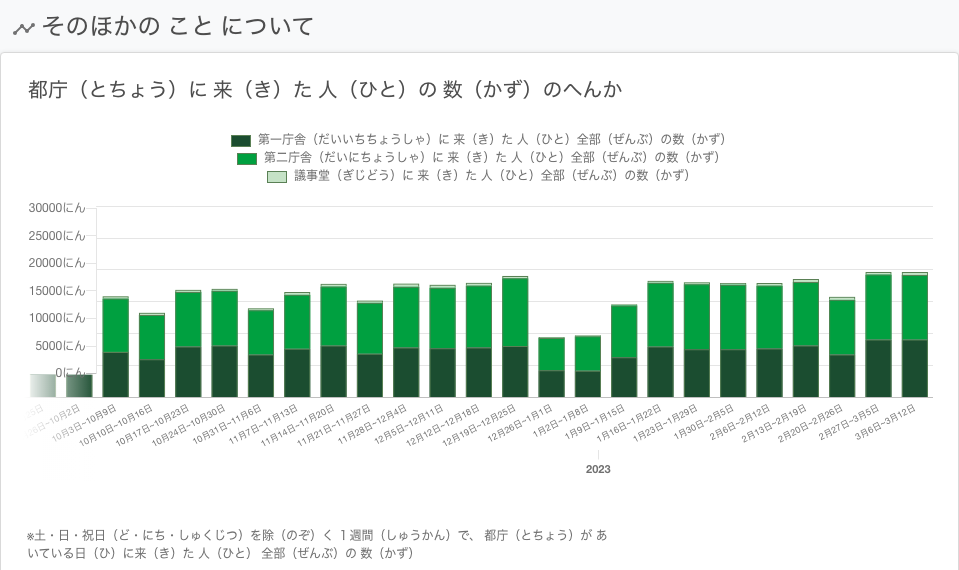 そのほかの こと について
都庁（とちょう）に 来（き）た 人（ひと）の 数（かず）のへんか
第一庁舎（だいいちちょうしゃ）に 来（き）た 人（ひと）全部（ぜんぶ）の数（かず）
第二庁舎（だいにちょうしゃ）に 来（き）た 人（ひと）全部（ぜんぶ）の数（かず）
議事堂（ぎじどう）に 来（き）た 人（ひと）全部（ぜんぶ）の数（かず）
30000にん
25000にん
20000にん
15000にん
10000にん
5000にん
0にん
10月3日~10月9日
10月10日~10月16日
10月17日~10月23日
10月24日~10月30日
10月31日~11月6日
11月7日~11月13日
11月14日~11月20日
11月21日~11月27日
11月28日~12月4日
12月5日~12月11日
12月12日~12月18日
12月19日~12月25日
12月26日~1月1日
1月2日~1月8日
1月9日~1月15日
1月16日~1月22日
1月23日~1月29日
1月30日~2月5日
2月6日~2月12日
2月13日~2月19日
2月20日~2月26日
2月27日~3月5日
3月6日~3月12日
2023
※土・日・祝日（ど・にち・しゅくじつ）を除（のぞ）く １週間（しゅうかん）で、 都庁（とちょう）が あ
いている日（ひ）に来（き）た 人（ひと） 全部（ぜんぶ）の 数（かず）